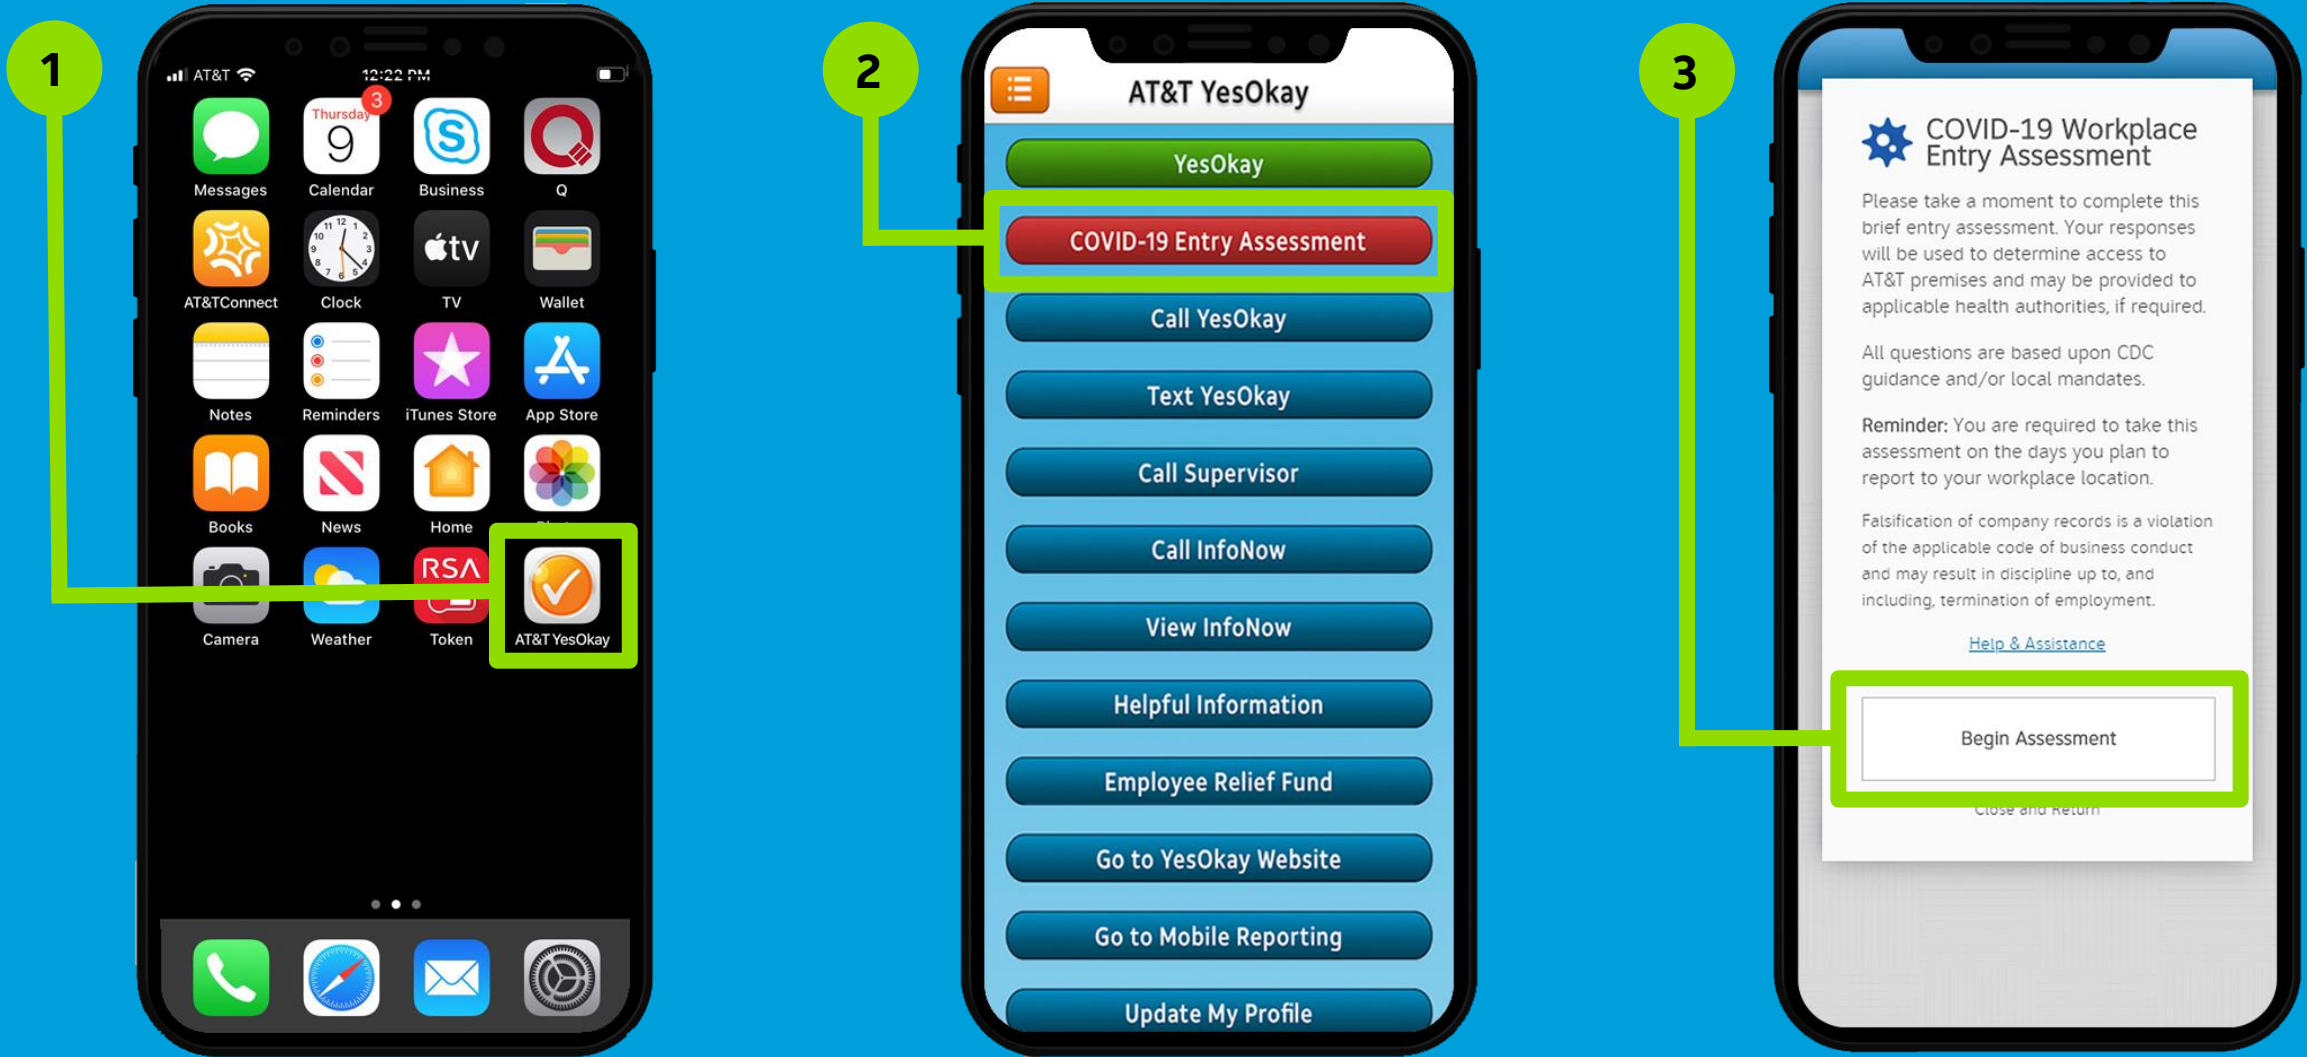 1
AT&T
12:22 PM
Thursday
3
9
Messages
Calendar
Business
Q
tv
AT&TConnect
Clock
TV
Wallet
Notes
Reminders
iTunes Store
App Store
Books
News
Home
RSA
Camera
Weather
Token
AT&T YesOkay
2
AT&T YesOkay
YesOkay
COVID-19 Entry Assessment
Call YesOkay
Text YesOkay
Call Supervisor
Call InfoNow
View InfoNow
Helpful Information
Employee Relief Fund
Go to YesOkay Website
Go to Mobile Reporting
Update My Profile
3
COVID-19 Workplace
Entry Assessment
Please take a moment to complete this
brief entry assessment. Your responses
will be used to determine access to
AT&T premises and may be provided to
applicable health authorities, if required.
All questions are based upon CDC
guidance and/or local mandates.
Reminder: You are required to take this
assessment on the days you plan to
report to your workplace location.
Falsification of company records is a violation
of the applicable code of business conduct
and may result in discipline up to, and
including, termination of employment.
Help & Assistance
Begin Assessment
Close and Return